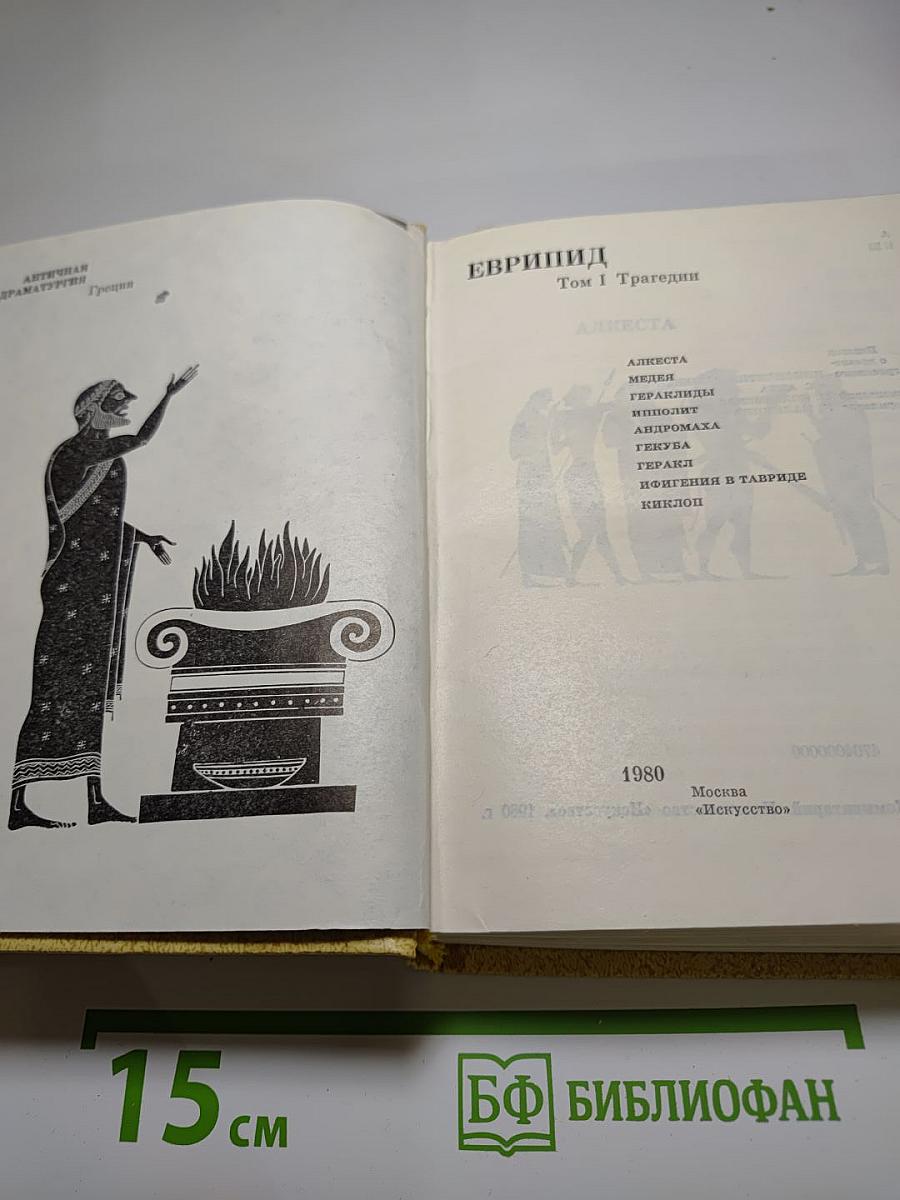 АНТИЧНАЯ
ДРАМАТУРГИЯ
Греция
ЕВРИПИД
Том I Трагедии
АЛКЕСТА
АЛКЕСТА
МЕДЕЯ
ГЕРАКЛИДЫ
ИППОЛИТ
АНДРОМАХА
ГЕКУБА
ГЕРАКЛ
ИФИГЕНИЯ В ТАВРИДЕ
КИКЛОП
1980
Москва
«Искусство»
15 см
БФ БИБЛИОФАН